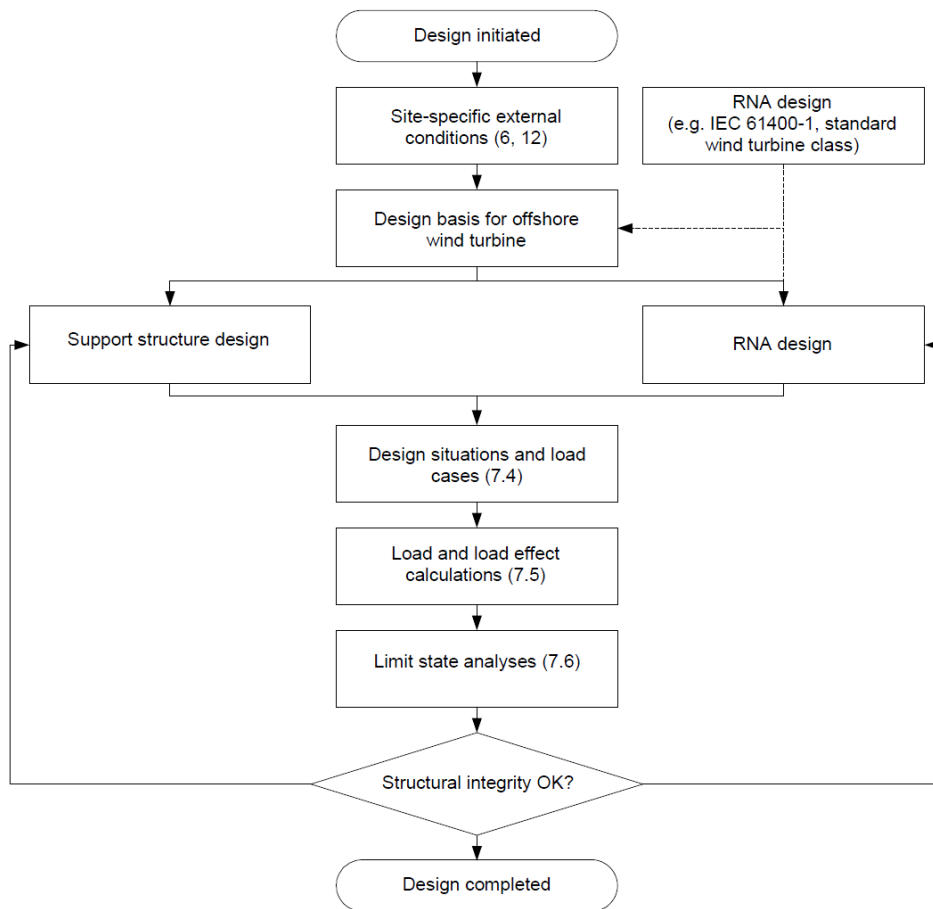 Design initiated
Site-specific external
conditions (6, 12)
RNA design
(e.g. IEC 61400-1, standard
wind turbine class)
Design basis for offshore
wind turbine
Support structure design
RNA design
Design situations and load
cases (7.4)
Load and load effect
calculations (7.5)
Limit state analyses (7.6)
Structural integrity OK?
Design completed